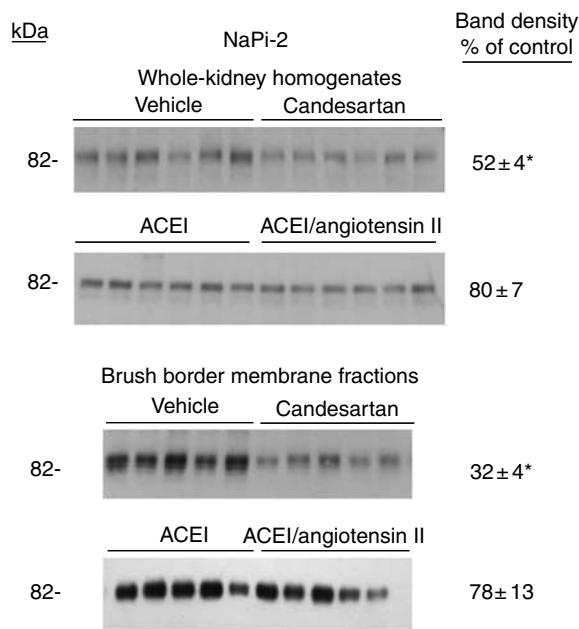 kDa
NaPi-2
Band density
% of control
Whole-kidney homogenates
Vehicle Candesartan
82- 52±4*
ACEI ACEI/angiotensin II
82- 80±7
Brush border membrane fractions
Vehicle Candesartan
82- 32±4*
ACEI ACEI/angiotensin II
82- 78±13